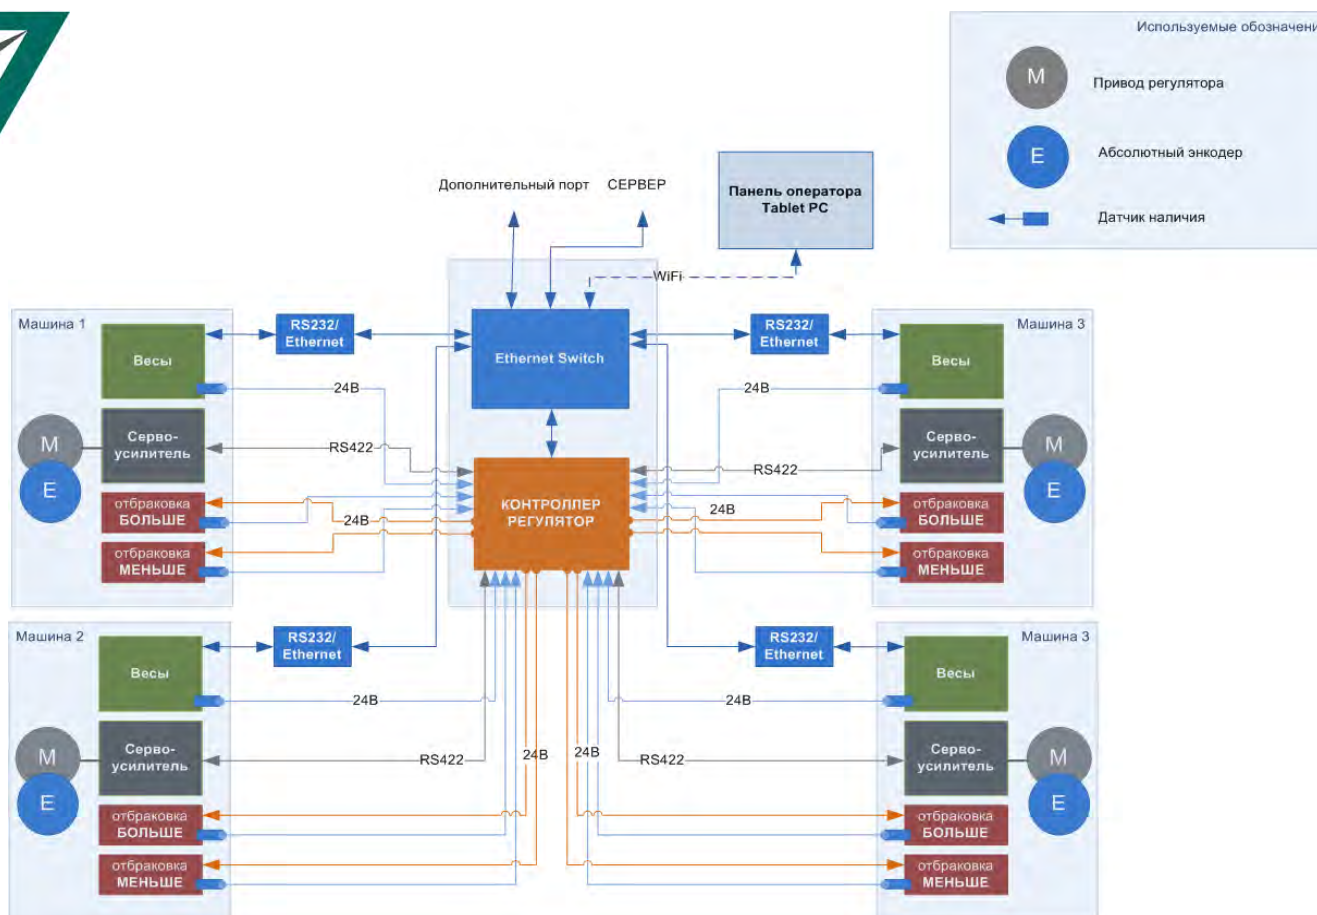 Используемые обозначени
M
Привод регулятора
E
Абсолютный энкодер
Датчик наличия
Дополнительный порт
СЕРВЕР
Панель оператора
Tablet PC
WiFi
Ethernet Switch
КОНТРОЛЛЕР
РЕГУЛЯТОР
Машина 1
Весы
RS232/
Ethernet
24В
Серво-
усилитель
M
E
RS422
отбраковка
БОЛЬШЕ
24В
отбраковка
МЕНЬШЕ
Машина 3
Весы
RS232/
Ethernet
24В
Серво-
усилитель
M
E
RS422
отбраковка
БОЛЬШЕ
24В
отбраковка
МЕНЬШЕ
Машина 2
Весы
RS232/
Ethernet
24В
Серво-
усилитель
M
E
RS422
24В
отбраковка
БОЛЬШЕ
отбраковка
МЕНЬШЕ
Машина 3
Весы
RS232/
Ethernet
24В
Серво-
усилитель
M
E
RS422
24В
отбраковка
БОЛЬШЕ
отбраковка
МЕНЬШЕ